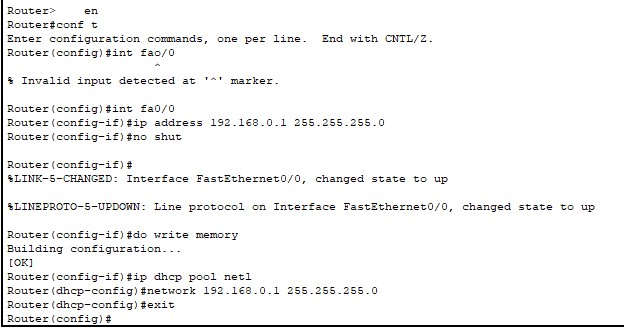 Router>    en
Router#conf t
Enter configuration commands, one per line.  End with CNTL/Z.
Router(config)#int fao/0
                     ^
% Invalid input detected at '^' marker.

Router(config)#int fa0/0
Router(config-if)#ip address 192.168.0.1 255.255.255.0
Router(config-if)#no shut

Router(config-if)#
%LINK-5-CHANGED: Interface FastEthernet0/0, changed state to up

%LINEPROTO-5-UPDOWN: Line protocol on Interface FastEthernet0/0, changed state to up

Router(config-if)#do write memory
Building configuration...
[OK]
Router(config-if)#ip dhcp pool net1
Router(dhcp-config)#network 192.168.0.1 255.255.255.0
Router(dhcp-config)#exit
Router(config)#